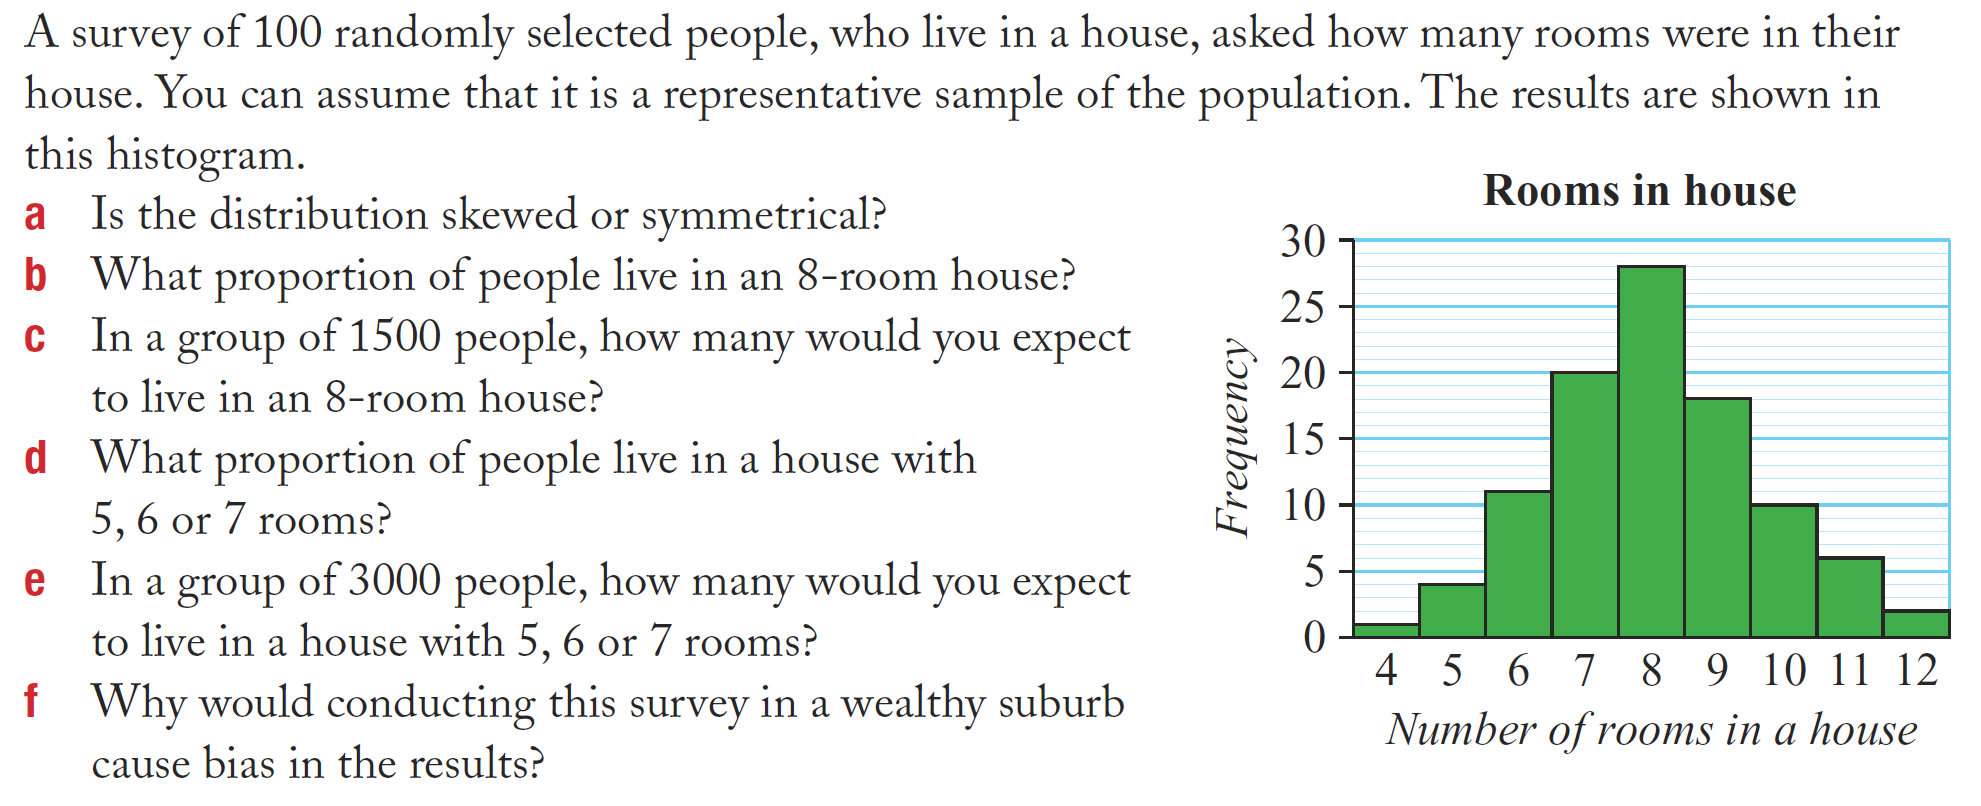 A survey of 100 randomly selected people, who live in a house, asked how many rooms were in their
house. You can assume that it is a representative sample of the population. The results are shown in
this histogram.
a Is the distribution skewed or symmetrical?
b What proportion of people live in an 8-room house?
c In a group of 1500 people, how many would you expect
to live in an 8-room house?
d What proportion of people live in a house with
5, 6 or 7 rooms?
e In a group of 3000 people, how many would you expect
to live in a house with 5, 6 or 7 rooms?
f Why would conducting this survey in a wealthy suburb
cause bias in the results?
Rooms in house
Frequency
30
25
20
15
10
5
0
4 5 6 7 8 9 10 11 12
Number of rooms in a house